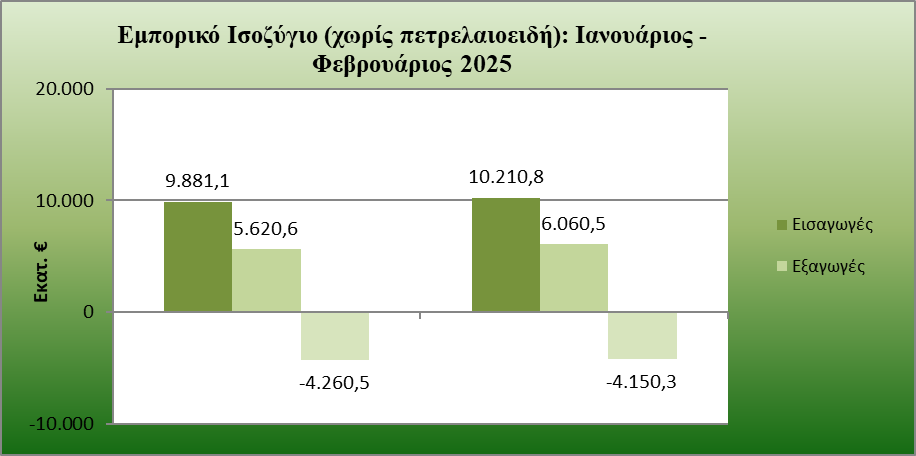 Εμπορικό Ισοζύγιο (χωρίς πετρελαιοειδή): Ιανουάριος -
Φεβρουάριος 2025
Εκατ. €
20.000
10.000
0
-10.000
9.881,1
5.620,6
-4.260,5
10.210,8
6.060,5
-4.150,3
Εισαγωγές
Εξαγωγές